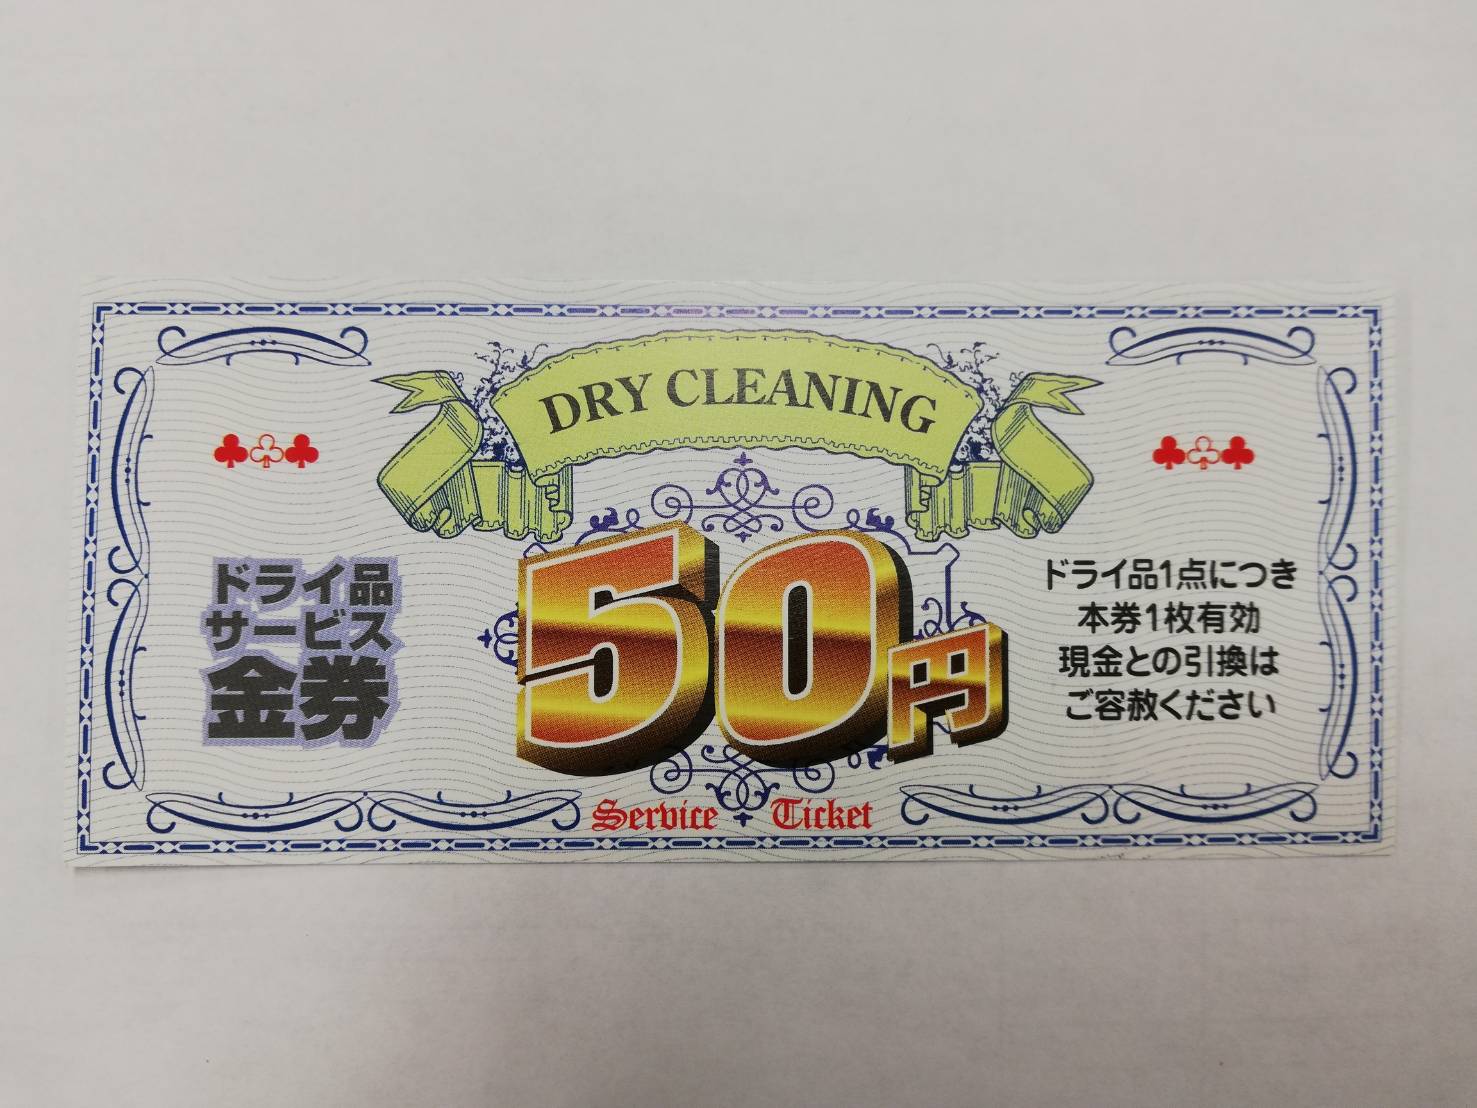 DRY CLEANING
ドライ品
サービス
金券
50円
ドライ品1点につき
本券1枚有効
現金との引換は
ご容赦ください
Service Ticket